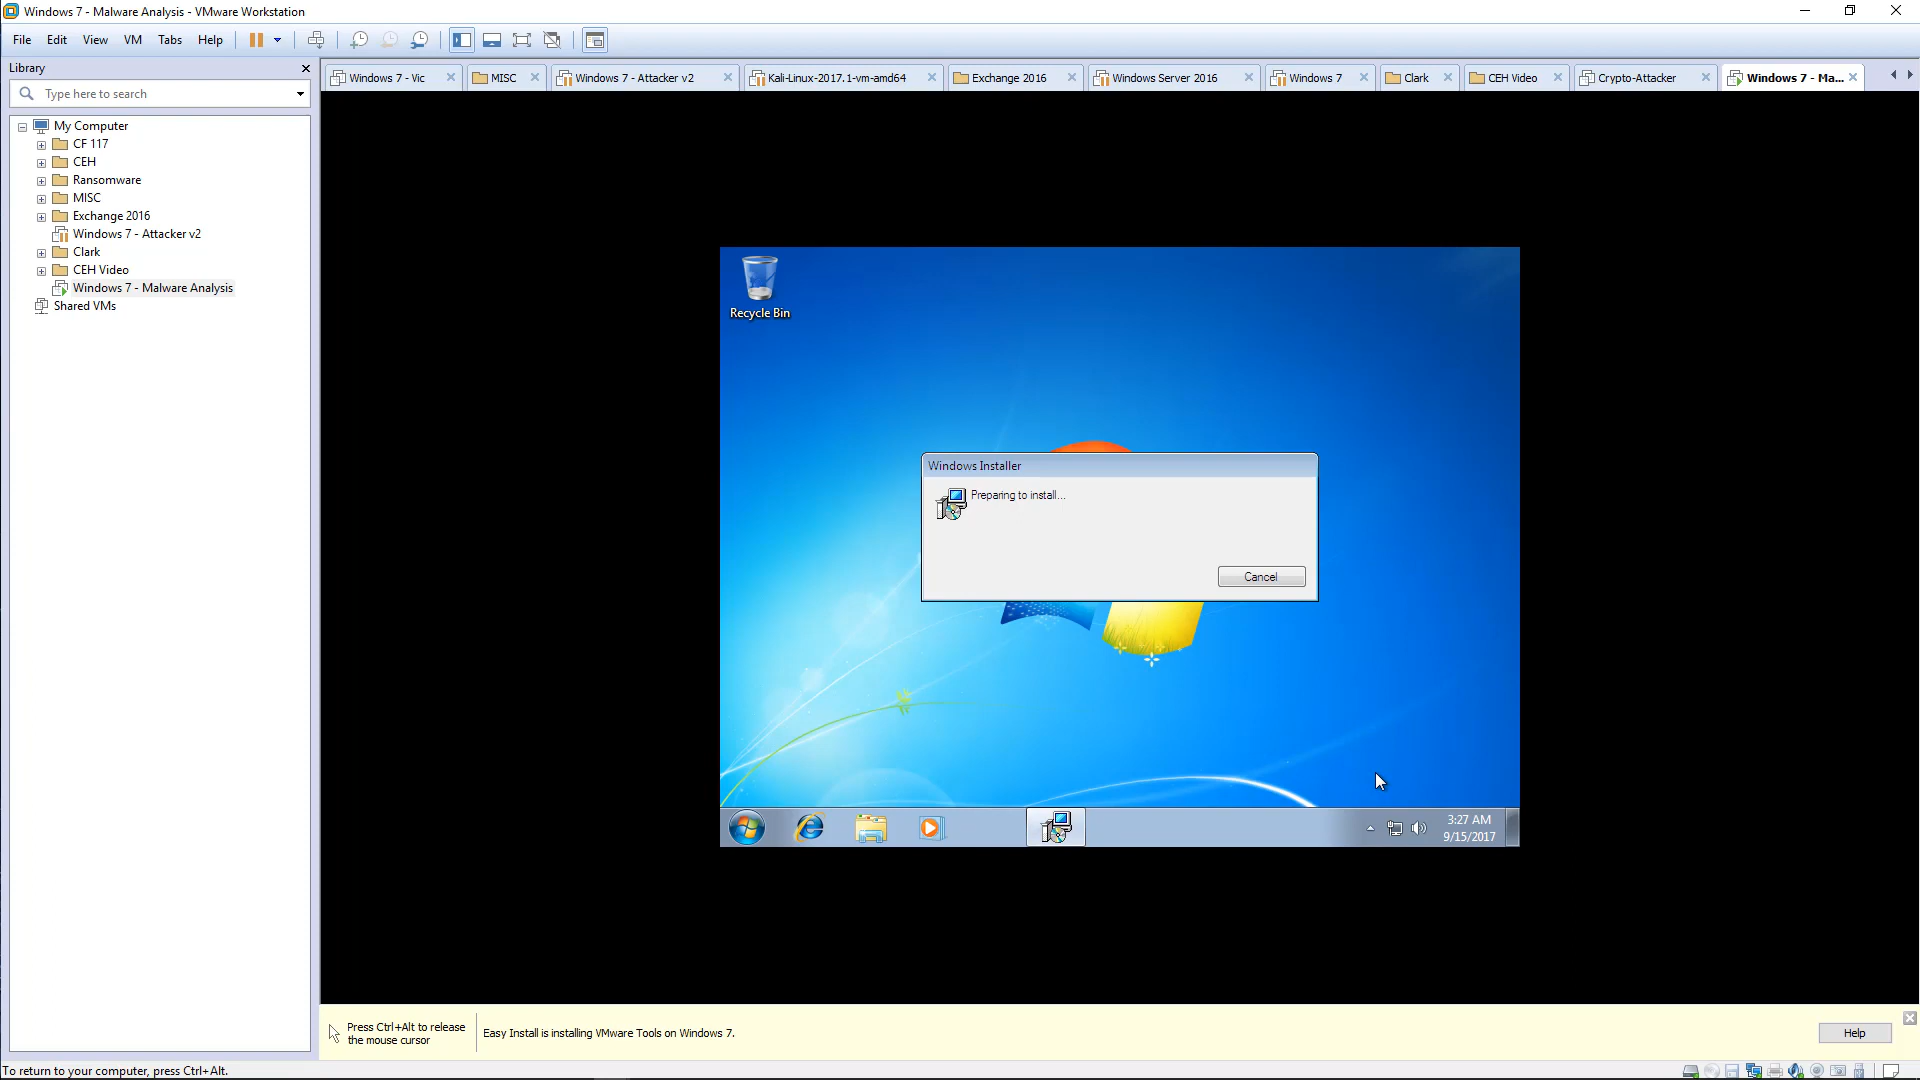 Windows 7 - Malware Analysis - VMware Workstation
File Edit View VM Tabs Help
Library
Type here to search
My Computer
CF 117
CEH
Ransomware
MISC
Exchange 2016
Windows 7 - Attacker v2
Clark
CEH Video
Windows 7 - Malware Analysis
Shared VMs
Windows 7 - Vic
MISC
Windows 7 - Attacker v2
Kali-Linux-2017.1-vm-amd64
Exchange 2016
Windows Server 2016
Windows 7
Clark
CEH Video
Crypto-Attacker
Windows 7 - Ma...
Recycle Bin
Windows Installer
Preparing to install...
Cancel
3:27 AM
9/15/2017
Press Ctrl+Alt to release
the mouse cursor
Easy Install is installing VMware Tools on Windows 7.
Help
To return to your computer, press Ctrl+Alt.